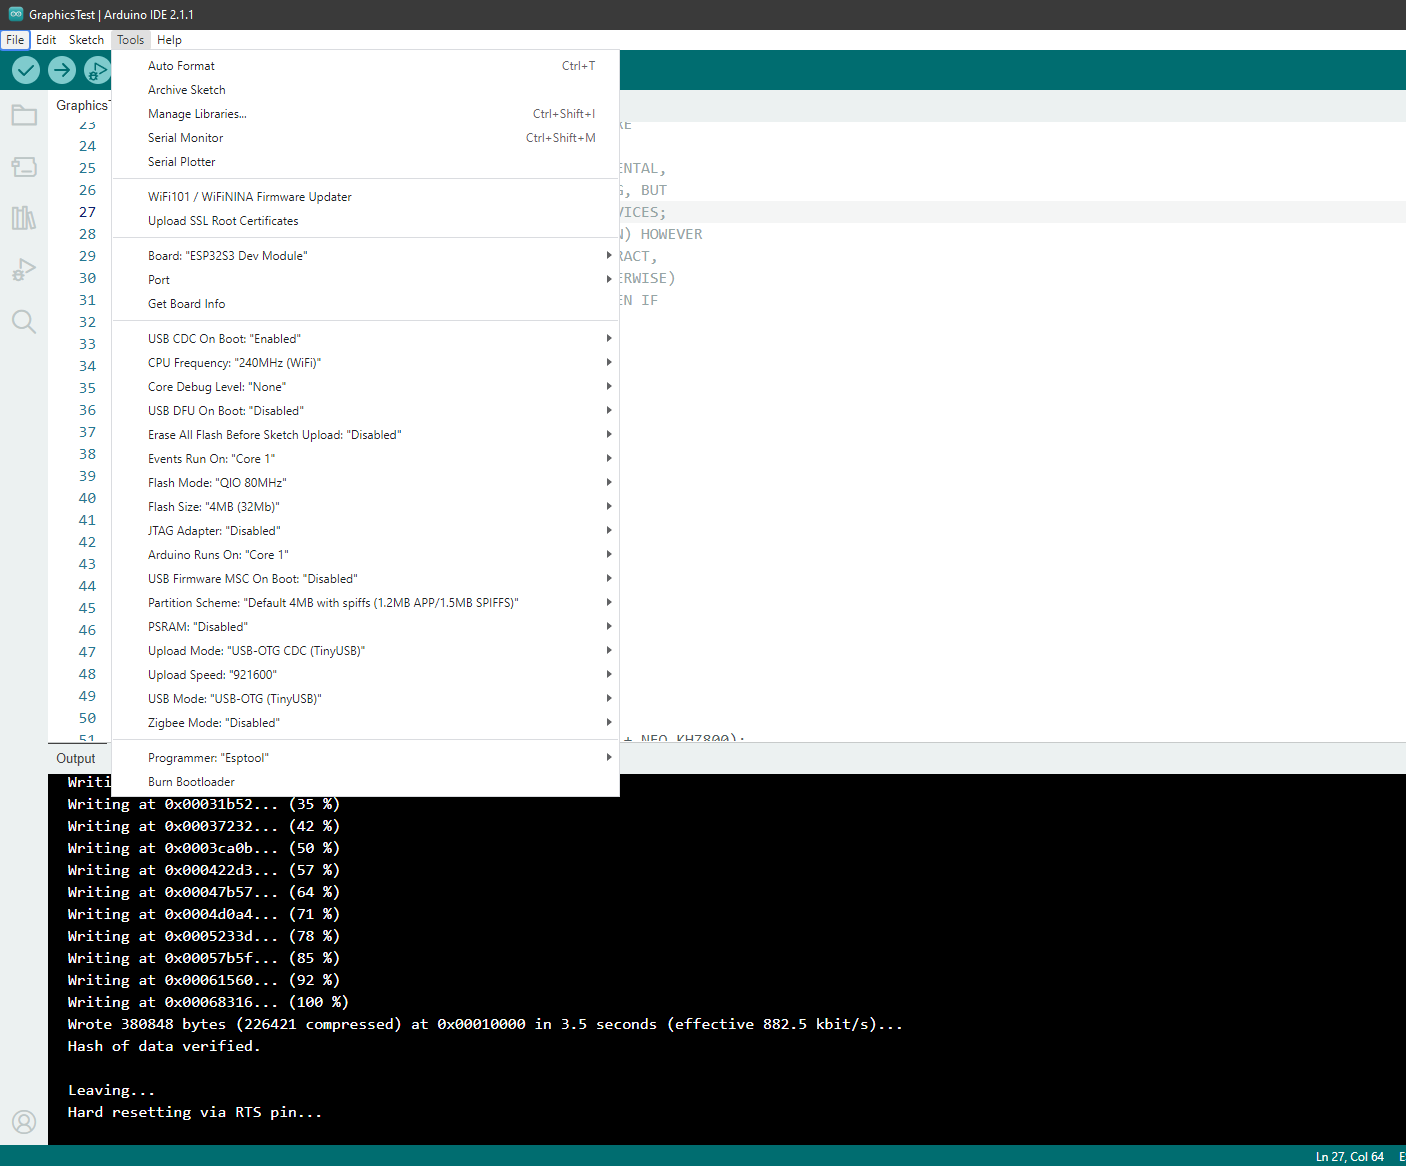 GraphicsTest | Arduino IDE 2.1.1
File Edit Sketch Tools Help
Auto Format Ctrl+T
Archive Sketch
Manage Libraries... Ctrl+Shift+I
Serial Monitor Ctrl+Shift+M
Serial Plotter
WiFi101 / WiFiNINA Firmware Updater
Upload SSL Root Certificates
Board: "ESP32S3 Dev Module"
Port
Get Board Info
USB CDC On Boot: "Enabled"
CPU Frequency: "240MHz (WiFi)"
Core Debug Level: "None"
USB DFU On Boot: "Disabled"
Erase All Flash Before Sketch Upload: "Disabled"
Events Run On: "Core 1"
Flash Mode: "QIO 80MHz"
Flash Size: "4MB (32Mb)"
JTAG Adapter: "Disabled"
Arduino Runs On: "Core 1"
USB Firmware MSC On Boot: "Disabled"
Partition Scheme: "Default 4MB with spiffs (1.2MB APP/1.5MB SPIFFS)"
PSRAM: "Disabled"
Upload Mode: "USB-OTG CDC (TinyUSB)"
Upload Speed: "921600"
USB Mode: "USB-OTG (TinyUSB)"
Zigbee Mode: "Disabled"
Programmer: "Esptool"
Burn Bootloader
Graphics
23 KE
24
25 ENTAL,
26 G, BUT
27 VICES;
28 N) HOWEVER
29 RACT,
30 ERWISE)
31 EN IF
32
33
34
35
36
37
38
39
40
41
42
43
44
45
46
47
48
49
50
51 + NEO_KHZ800);
Output
Writi
Writing at 0x00031b52... (35 %)
Writing at 0x00037232... (42 %)
Writing at 0x0003ca0b... (50 %)
Writing at 0x000422d3... (57 %)
Writing at 0x00047b57... (64 %)
Writing at 0x0004d0a4... (71 %)
Writing at 0x0005233d... (78 %)
Writing at 0x00057b5f... (85 %)
Writing at 0x00061560... (92 %)
Writing at 0x00068316... (100 %)
Wrote 380848 bytes (226421 compressed) at 0x00010000 in 3.5 seconds (effective 882.5 kbit/s)...
Hash of data verified.
Leaving...
Hard resetting via RTS pin...
Ln 27, Col 64 E